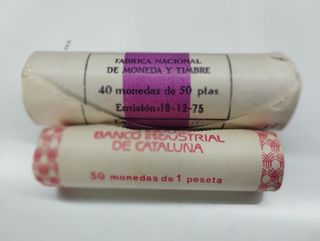 FABRICA NACIONAL
DE MONEDA Y TIMBRE
40 monedas de 50 ptas
Emisión:18-12-75
BANCO INDUSTRIAL
DE CATALUNA
50 monedas de 1 peseta